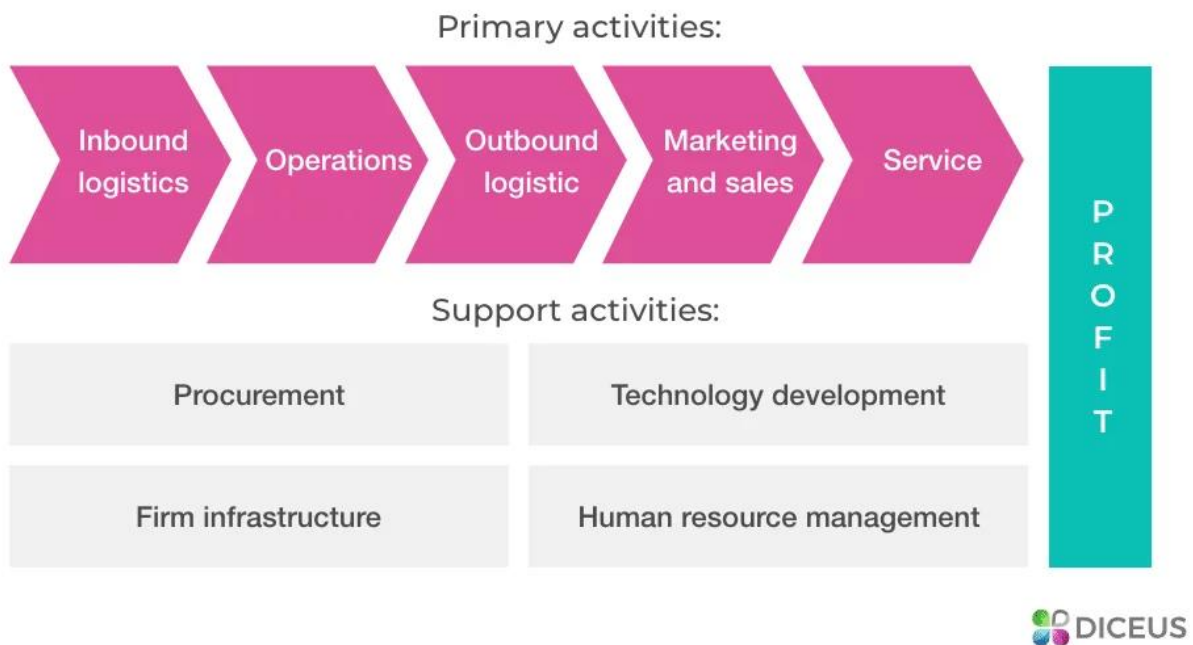 Primary activities:
Inbound
logistics
Operations
Outbound
logistic
Marketing
and sales
Service
Support activities:
Procurement
Technology development
Firm infrastructure
Human resource management
P
R
O
F
I
T
DICEUS